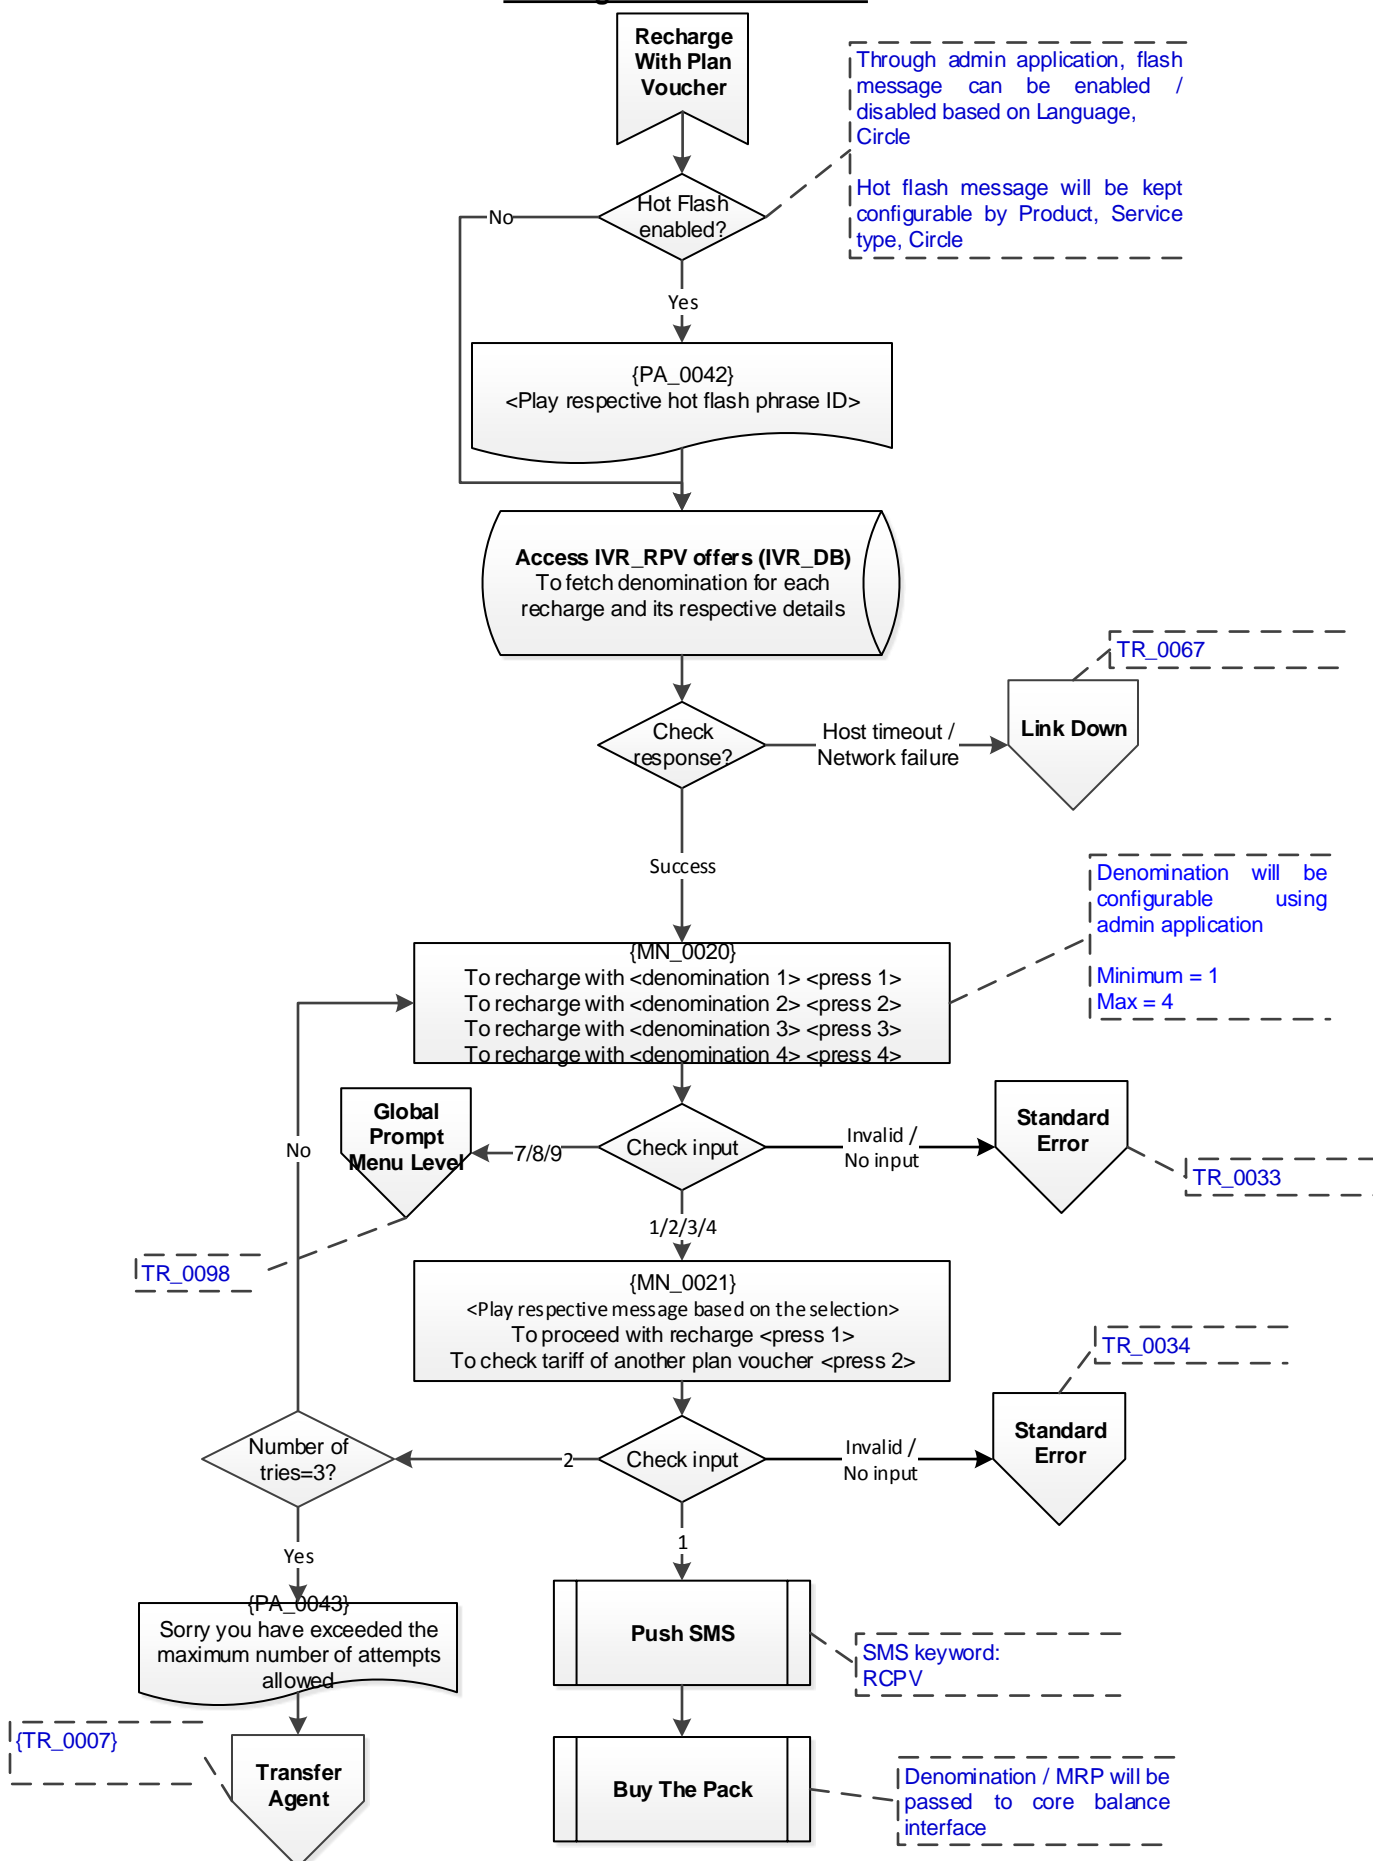 Recharge
With Plan
Voucher
Through admin application, flash
message can be enabled /
disabled based on Language,
Circle
Hot flash message will be kept
configurable by Product, Service
type, Circle
Hot Flash
enabled?
No
Yes
{PA_0042}
<Play respective hot flash phrase ID>
Access IVR_RPV offers (IVR_DB)
To fetch denomination for each
recharge and its respective details
TR_0067
Link Down
Check
response?
Host timeout /
Network failure
Success
Denomination will be
configurable using
admin application
Minimum = 1
Max = 4
{MN_0020}
To recharge with <denomination 1> <press 1>
To recharge with <denomination 2> <press 2>
To recharge with <denomination 3> <press 3>
To recharge with <denomination 4> <press 4>
Global
Prompt
Menu Level
7/8/9
Check input
Invalid /
No input
Standard
Error
TR_0033
No
1/2/3/4
TR_0098
{MN_0021}
<Play respective message based on the selection>
To proceed with recharge <press 1>
To check tariff of another plan voucher <press 2>
TR_0034
Number of
tries=3?
2
Check input
Invalid /
No input
Standard
Error
Yes
1
{PA_0043}
Sorry you have exceeded the
maximum number of attempts
allowed
Push SMS
SMS keyword:
RCPV
{TR_0007}
Transfer
Agent
Buy The Pack
Denomination / MRP will be
passed to core balance
interface